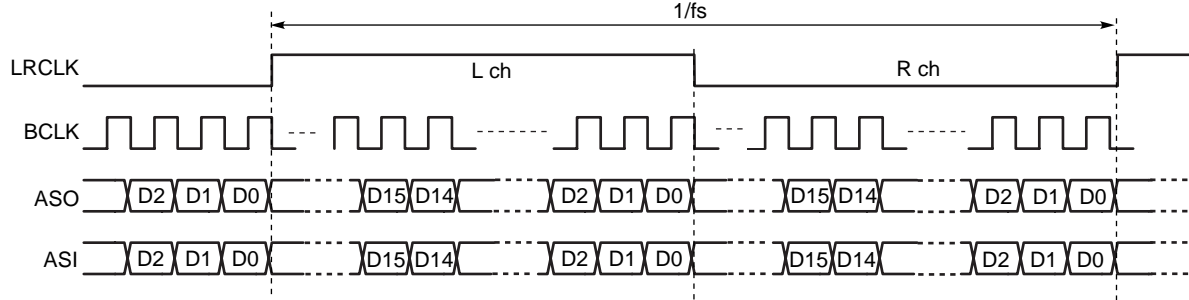 1/fs
LRCLK L ch R ch
BCLK
ASO D2 D1 D0 D15 D14 D2 D1 D0 D15 D14 D2 D1 D0
ASI D2 D1 D0 D15 D14 D2 D1 D0 D15 D14 D2 D1 D0